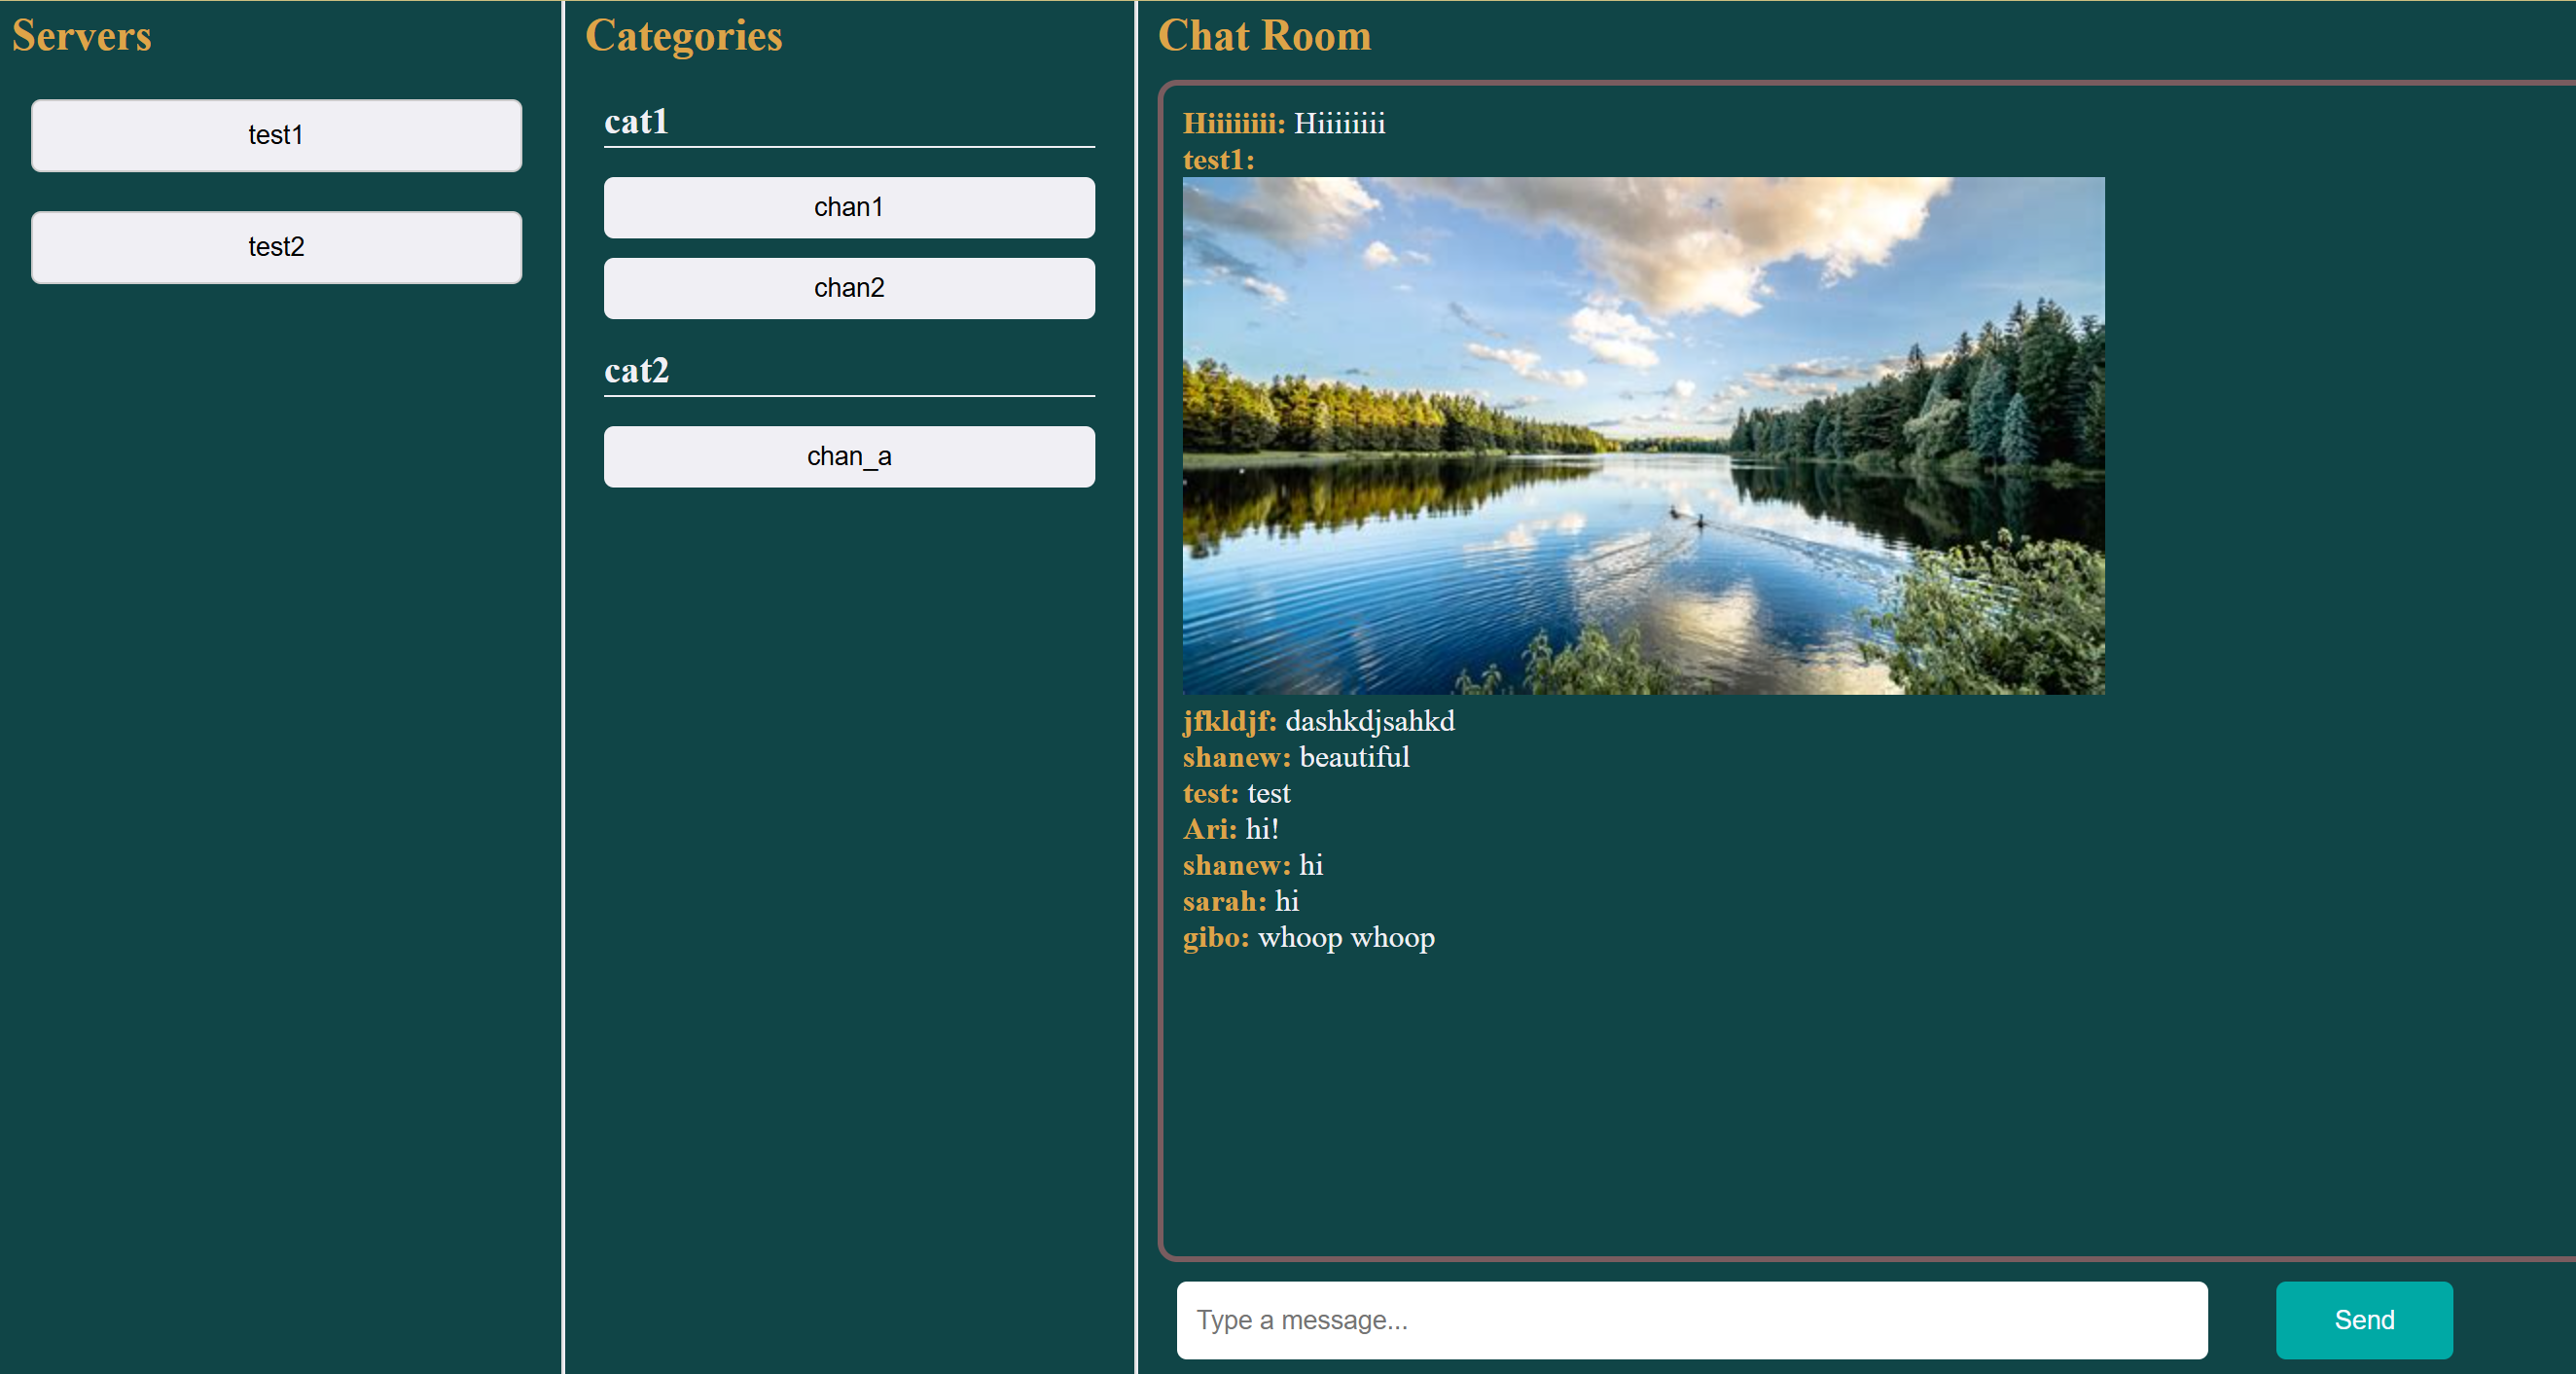 Servers
test1
test2
Categories
cat1
chan1
chan2
cat2
chan_a
Chat Room
Hiiiiiiii: Hiiiiiiii
test1:
jfkldjf: dashkdjsahkd
shanew: beautiful
test: test
Ari: hi!
shanew: hi
sarah: hi
gibo: whoop whoop
Type a message...
Send